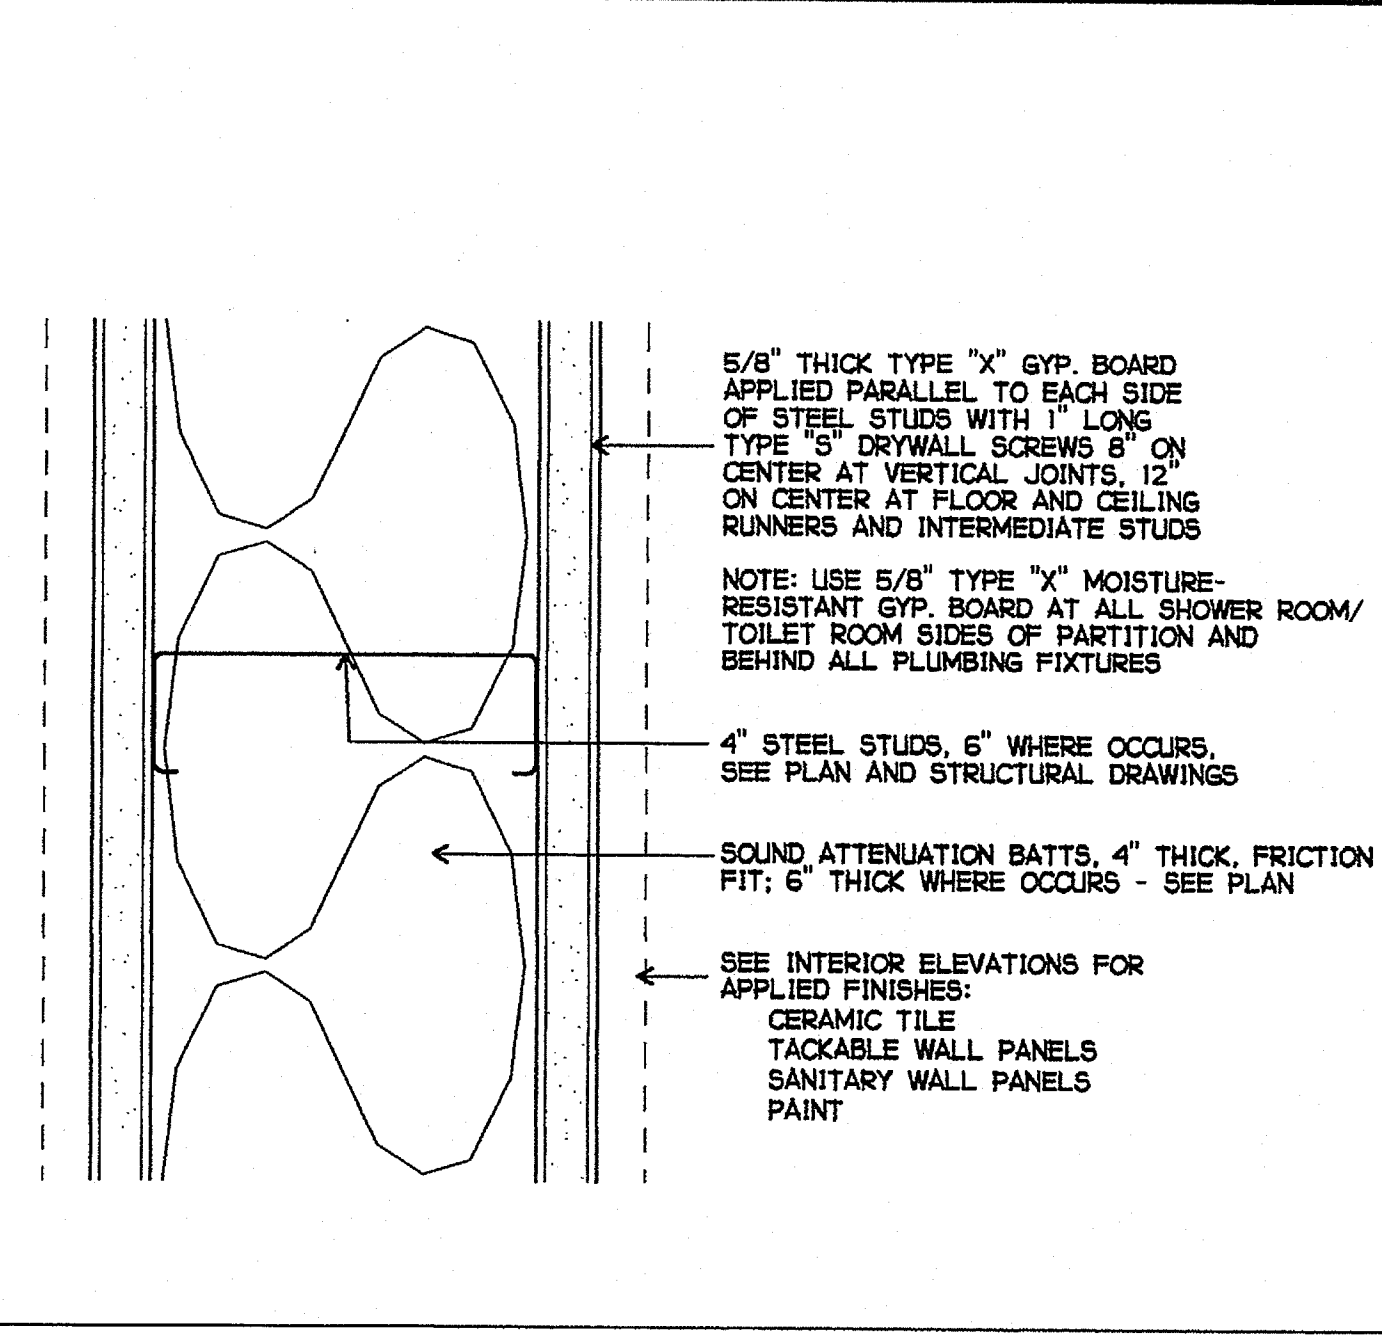 5/8" THICK TYPE "X" GYP. BOARD
APPLIED PARALLEL TO EACH SIDE
OF STEEL STUDS WITH 1" LONG
TYPE "S" DRYWALL SCREWS 8" ON
CENTER AT VERTICAL JOINTS, 12"
ON CENTER AT FLOOR AND CEILING
RUNNERS AND INTERMEDIATE STUDS
NOTE: USE 5/8" TYPE "X" MOISTURE-
RESISTANT GYP. BOARD AT ALL SHOWER ROOM/
TOILET ROOM SIDES OF PARTITION AND
BEHIND ALL PLUMBING FIXTURES
4" STEEL STUDS, 6" WHERE OCCURS,
SEE PLAN AND STRUCTURAL DRAWINGS
SOUND ATTENUATION BATTS, 4" THICK, FRICTION
FIT; 6" THICK WHERE OCCURS - SEE PLAN
SEE INTERIOR ELEVATIONS FOR
APPLIED FINISHES:
CERAMIC TILE
TACKABLE WALL PANELS
SANITARY WALL PANELS
PAINT